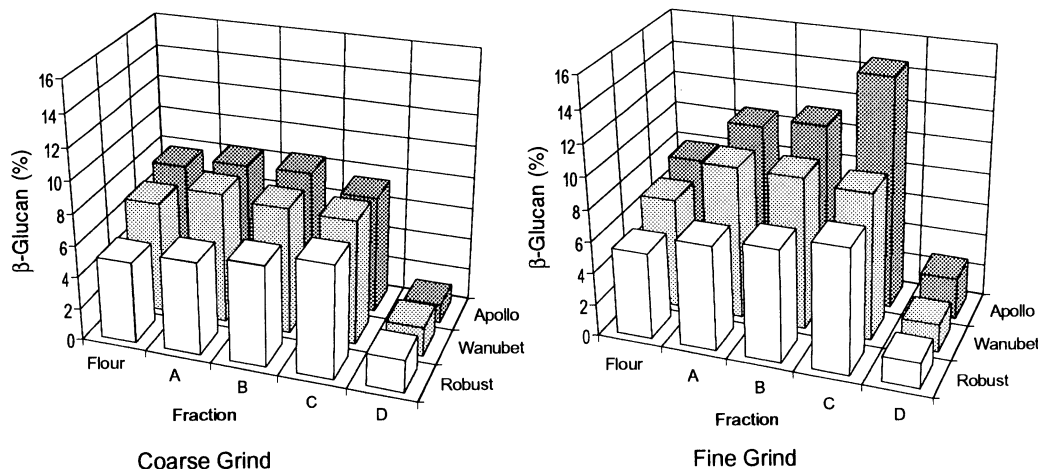 16
14
12
10
8
6
4
2
0
β-Glucan (%)
Flour
A
B
C
D
Fraction
Apollo
Wanubet
Robust
Coarse Grind
16
14
12
10
8
6
4
2
0
β-Glucan (%)
Flour
A
B
C
D
Fraction
Apollo
Wanubet
Robust
Fine Grind